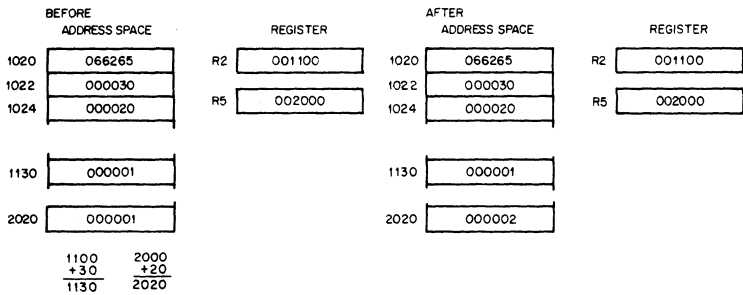 BEFORE AFTER
ADDRESS SPACE REGISTER ADDRESS SPACE REGISTER
1020 066265 R2 001100 1020 066265 R2 001100
1022 000030 1022 000030
R5 002000 R5 002000
1024 000020 1024 000020
1130 000001 1130 000001
2020 000001 2020 000002
1100 2000
+30 +20
1130 2020